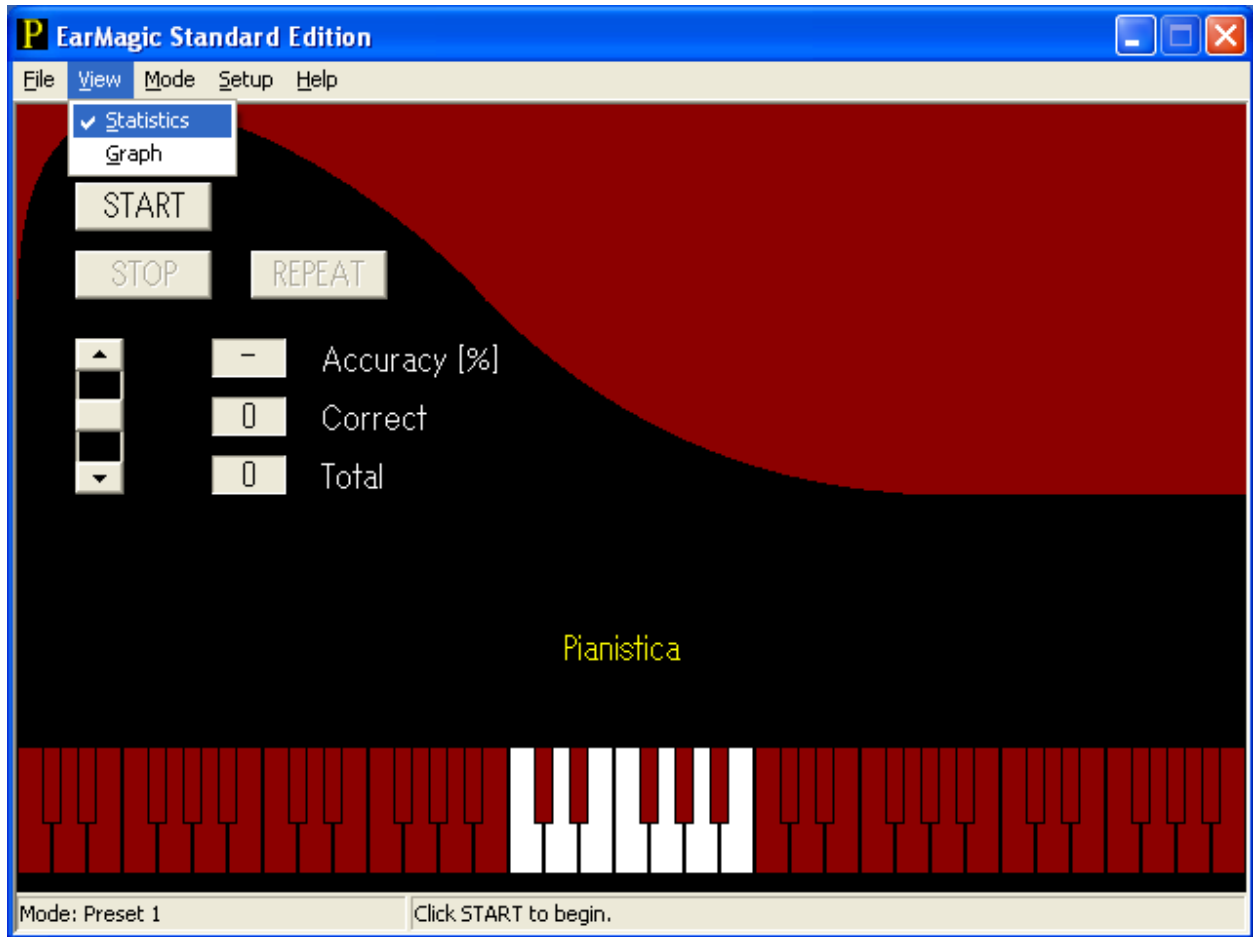 P EarMagic Standard Edition
File View Mode Setup Help
Statistics
Graph
START
STOP REPEAT
- Accuracy [%]
0 Correct
0 Total
Pianistica
Mode: Preset 1 Click START to begin.